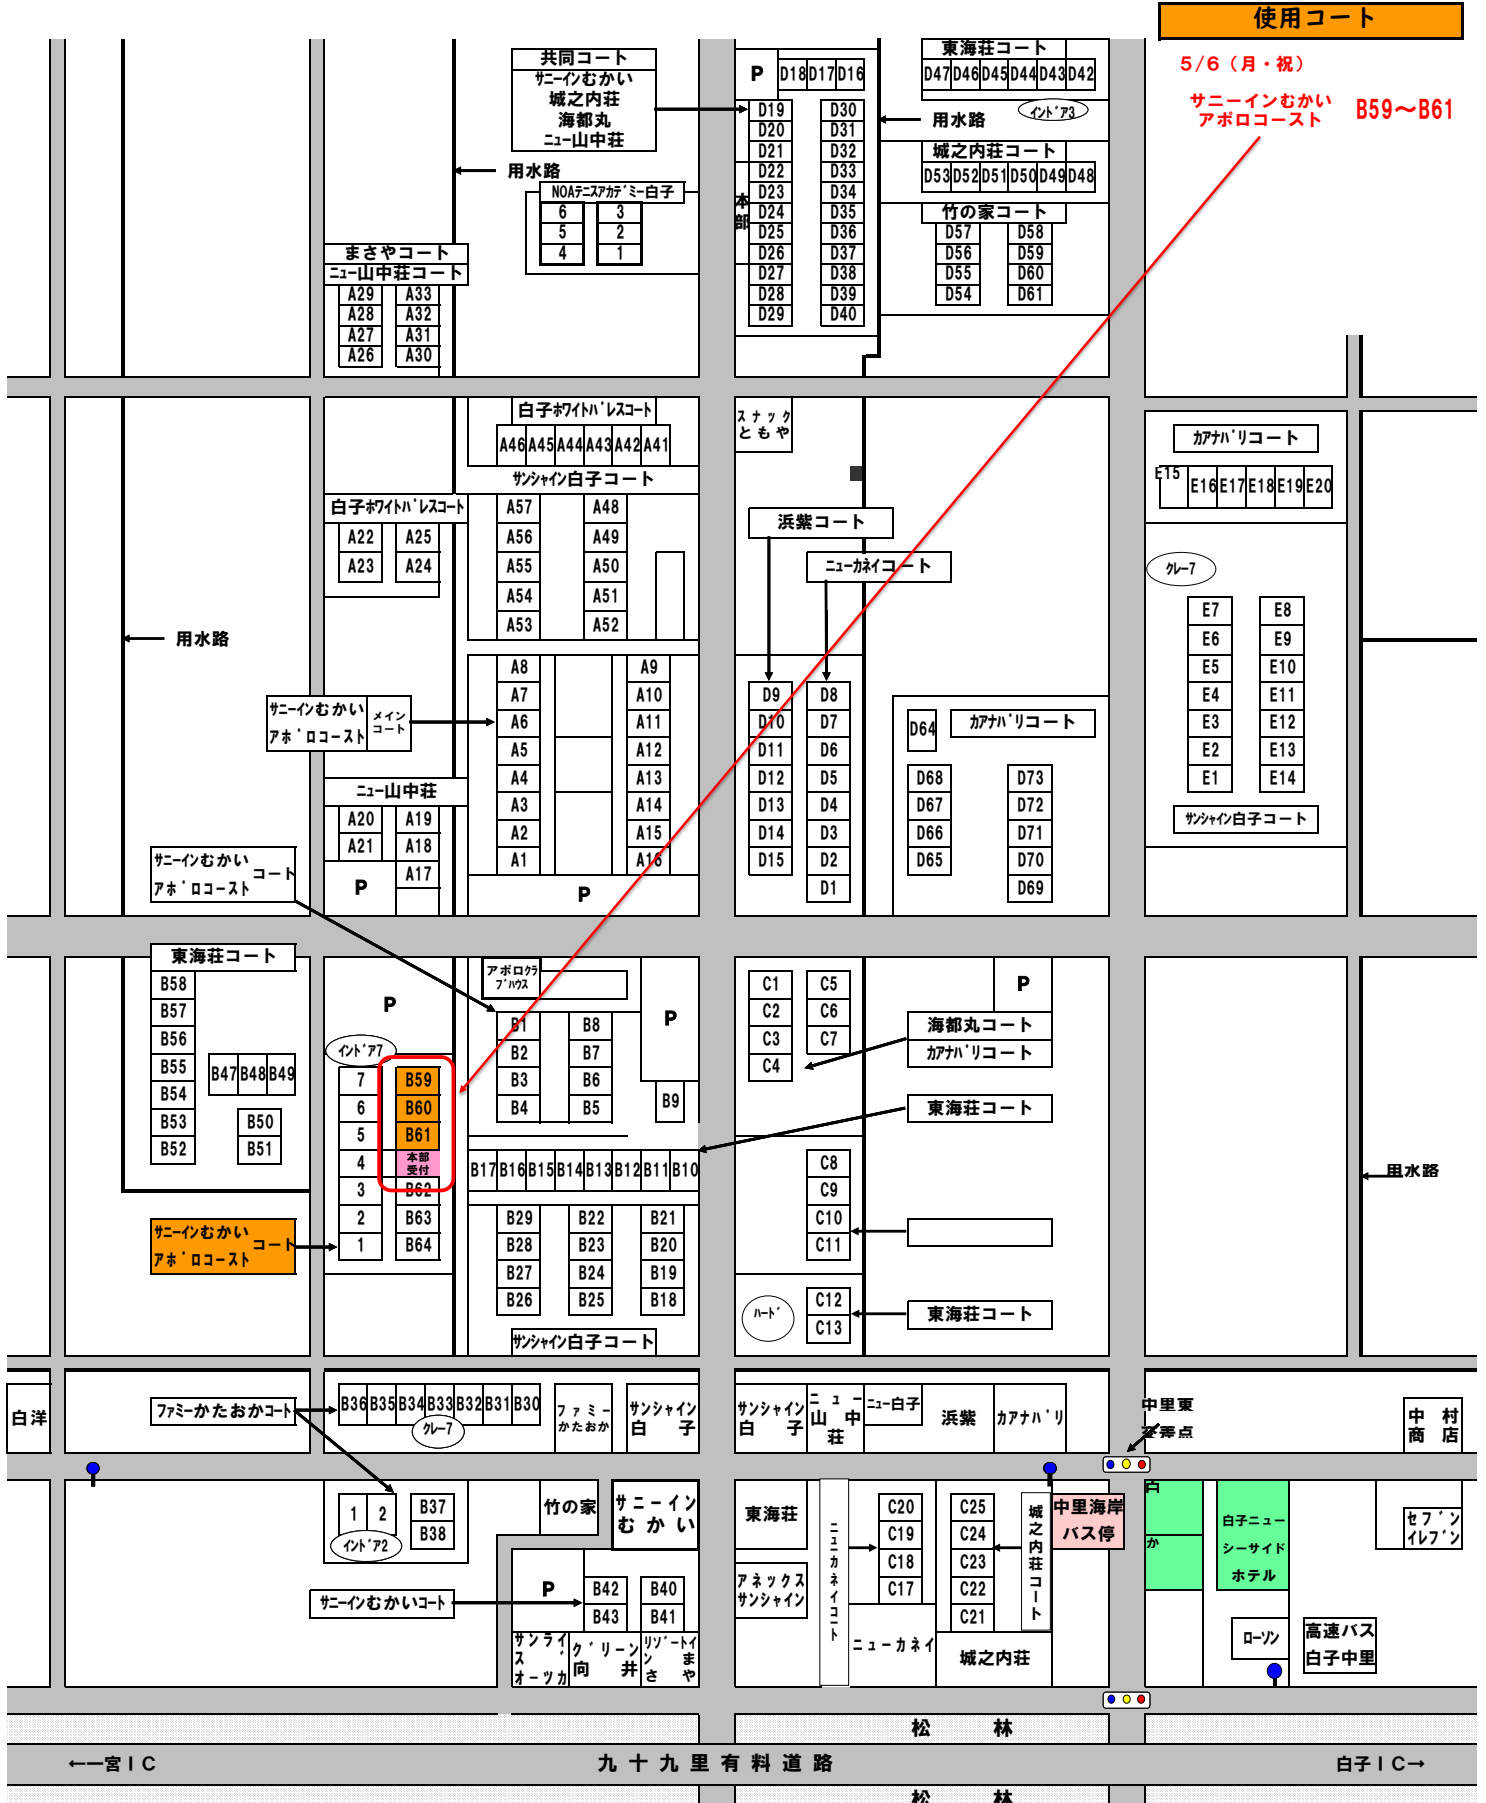 使用コート
5/6（月・祝）
サニーインむかい
アポロコースト
B59～B61
共同コート
サニーインむかい
城之内荘
海都丸
ニュー山中荘
P
D18 D17 D16
東海荘コート
D47 D46 D45 D44 D43 D42
インドア3
用水路
D19 D30
D20 D31
D21 D32
D22 D33
D23 D34
D24 D35
D25 D36
D26 D37
D27 D38
D28 D39
D29 D40
本部
城之内荘コート
D53 D52 D51 D50 D49 D48
竹の家コート
D57 D58
D56 D59
D55 D60
D54 D61
用水路
NOAテニスアカデミー白子
6 3
5 2
4 1
まさやコート
ニュー山中荘コート
A29 A33
A28 A32
A27 A31
A26 A30
白子ホワイトパレスコート
A46 A45 A44 A43 A42 A41
サンシャイン白子コート
A57 A48
A56 A49
A55 A50
A54 A51
A53 A52
白子ホワイトパレスコート
A22 A25
A23 A24
スナック
ともや
浜紫コート
ニューカネイコート
カアナパリコート
E15 E16 E17 E18 E19 E20
クレー7
E7 E8
E6 E9
E5 E10
E4 E11
E3 E12
E2 E13
E1 E14
サンシャイン白子コート
用水路
サニーインむかい
アポロコースト
メイン
コート
A8 A9
A7 A10
A6 A11
A5 A12
A4 A13
A3 A14
A2 A15
A1 A16
P
ニュー山中荘
A20 A19
A21 A18
A17
P
D9 D8
D10 D7
D11 D6
D12 D5
D13 D4
D14 D3
D15 D2
D1
D64
カアナパリコート
D68 D73
D67 D72
D66 D71
D65 D70
D69
サニーインむかい
アポロコースト
コート
東海荘コート
B58
B57
B56
B55
B54
B53
B52
B47 B48 B49
B50
B51
P
インドア7
7 B59
6 B60
5 B61
4 本部
受付
3 B62
2 B63
1 B64
サニーインむかい
アポロコースト
コート
アポロクラ
ブハウス
B1 B8
B2 B7
B3 B6
B4 B5
P
B9
B17 B16 B15 B14 B13 B12 B11 B10
B29 B22 B21
B28 B23 B20
B27 B24 B19
B26 B25 B18
サンシャイン白子コート
C1 C5
C2 C6
C3 C7
C4
P
海都丸コート
カアナパリコート
東海荘コート
C8
C9
C10
C11
ハード
C12
C13
東海荘コート
用水路
白洋
ファミーかたおかコート
B36 B35 B34 B33 B32 B31 B30
クレー7
ファミー
かたおか
サンシャイン
白子
サンシャイン
白子
ニュー
山中
荘
ニュー白子
浜紫
カアナパリ
中里東
交差点
中村
商店
1 2
インドア2
B37
B38
竹の家
サニーイン
むかい
東海荘
アネックス
サンシャイン
ニューカネイコート
C20
C19
C18
C17
ニューカネイ
C25
C24
C23
C22
C21
城之内荘コート
城之内荘
中里海岸
バス停
白
か
白子ニュー
シーサイド
ホテル
セブン
イレブン
ローソン
高速バス
白子中里
サニーインむかいコート
P
B42 B40
B43 B41
サンライズ
オーツカ
グリーン
向井
リゾートイン
まさや
松林
←一宮IC
九十九里有料道路
白子IC→
松林